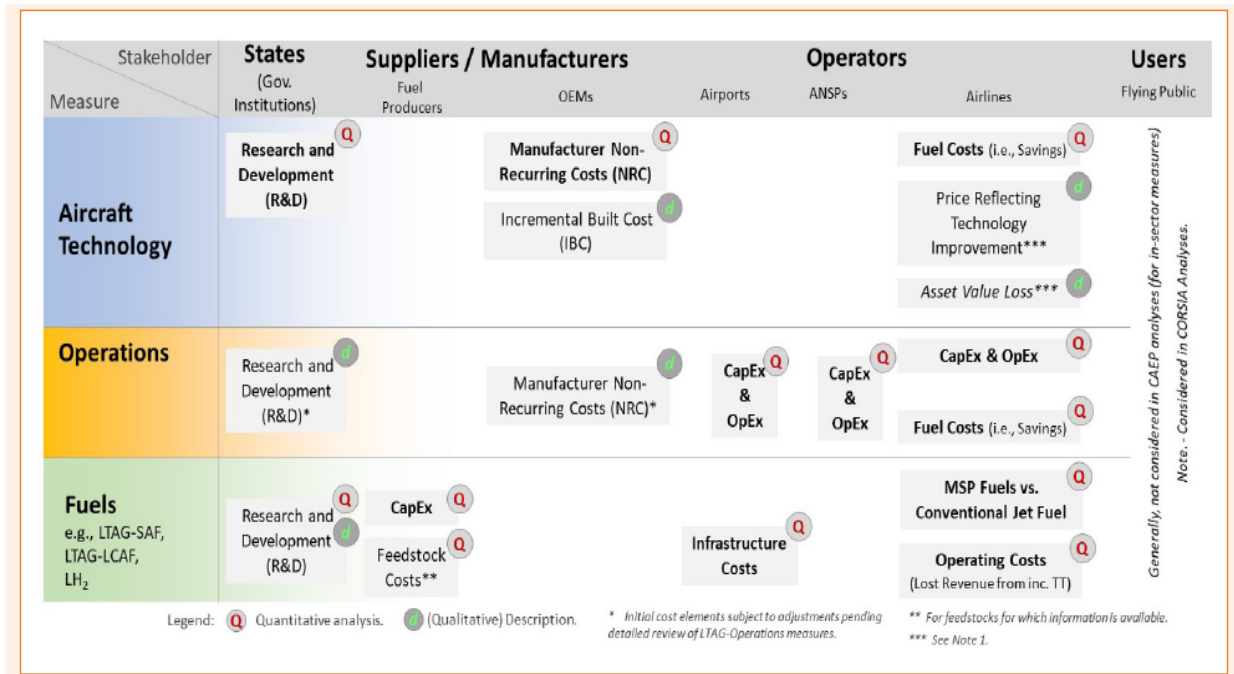 Stakeholder
Measure
States
(Gov.
Institutions)
Suppliers / Manufacturers
Fuel
Producers
OEMs
Operators
Airports
ANSPs
Airlines
Users
Flying Public
Aircraft
Technology
Research and
Development
(R&D)
Q
Manufacturer Non-
Recurring Costs (NRC)
Q
Incremental Built Cost
(IBC)
d
Fuel Costs (i.e., Savings)
Q
Price Reflecting
Technology
Improvement***
d
Asset Value Loss***
d
Operations
Research and
Development
(R&D)*
d
Manufacturer Non-
Recurring Costs (NRC)*
d
CapEx
&
OpEx
Q
CapEx
&
OpEx
Q
CapEx & OpEx
Q
Fuel Costs (i.e., Savings)
Q
Fuels
e.g., LTAG-SAF,
LTAG-LCAF,
LH₂
Research and
Development
(R&D)
Q
d
CapEx
Q
Feedstock
Costs**
Q
Infrastructure
Costs
Q
MSP Fuels vs.
Conventional Jet Fuel
Q
Operating Costs
(Lost Revenue from inc. TT)
Q
Generally, not considered in CAEP analyses (for in-sector measures)
Note. - Considered in CORSIA Analyses.
Legend: Q Quantitative analysis. d (Qualitative) Description.
* Initial cost elements subject to adjustments pending
detailed review of LTAG-Operations measures.
** For feedstocks for which information is available.
*** See Note 1.